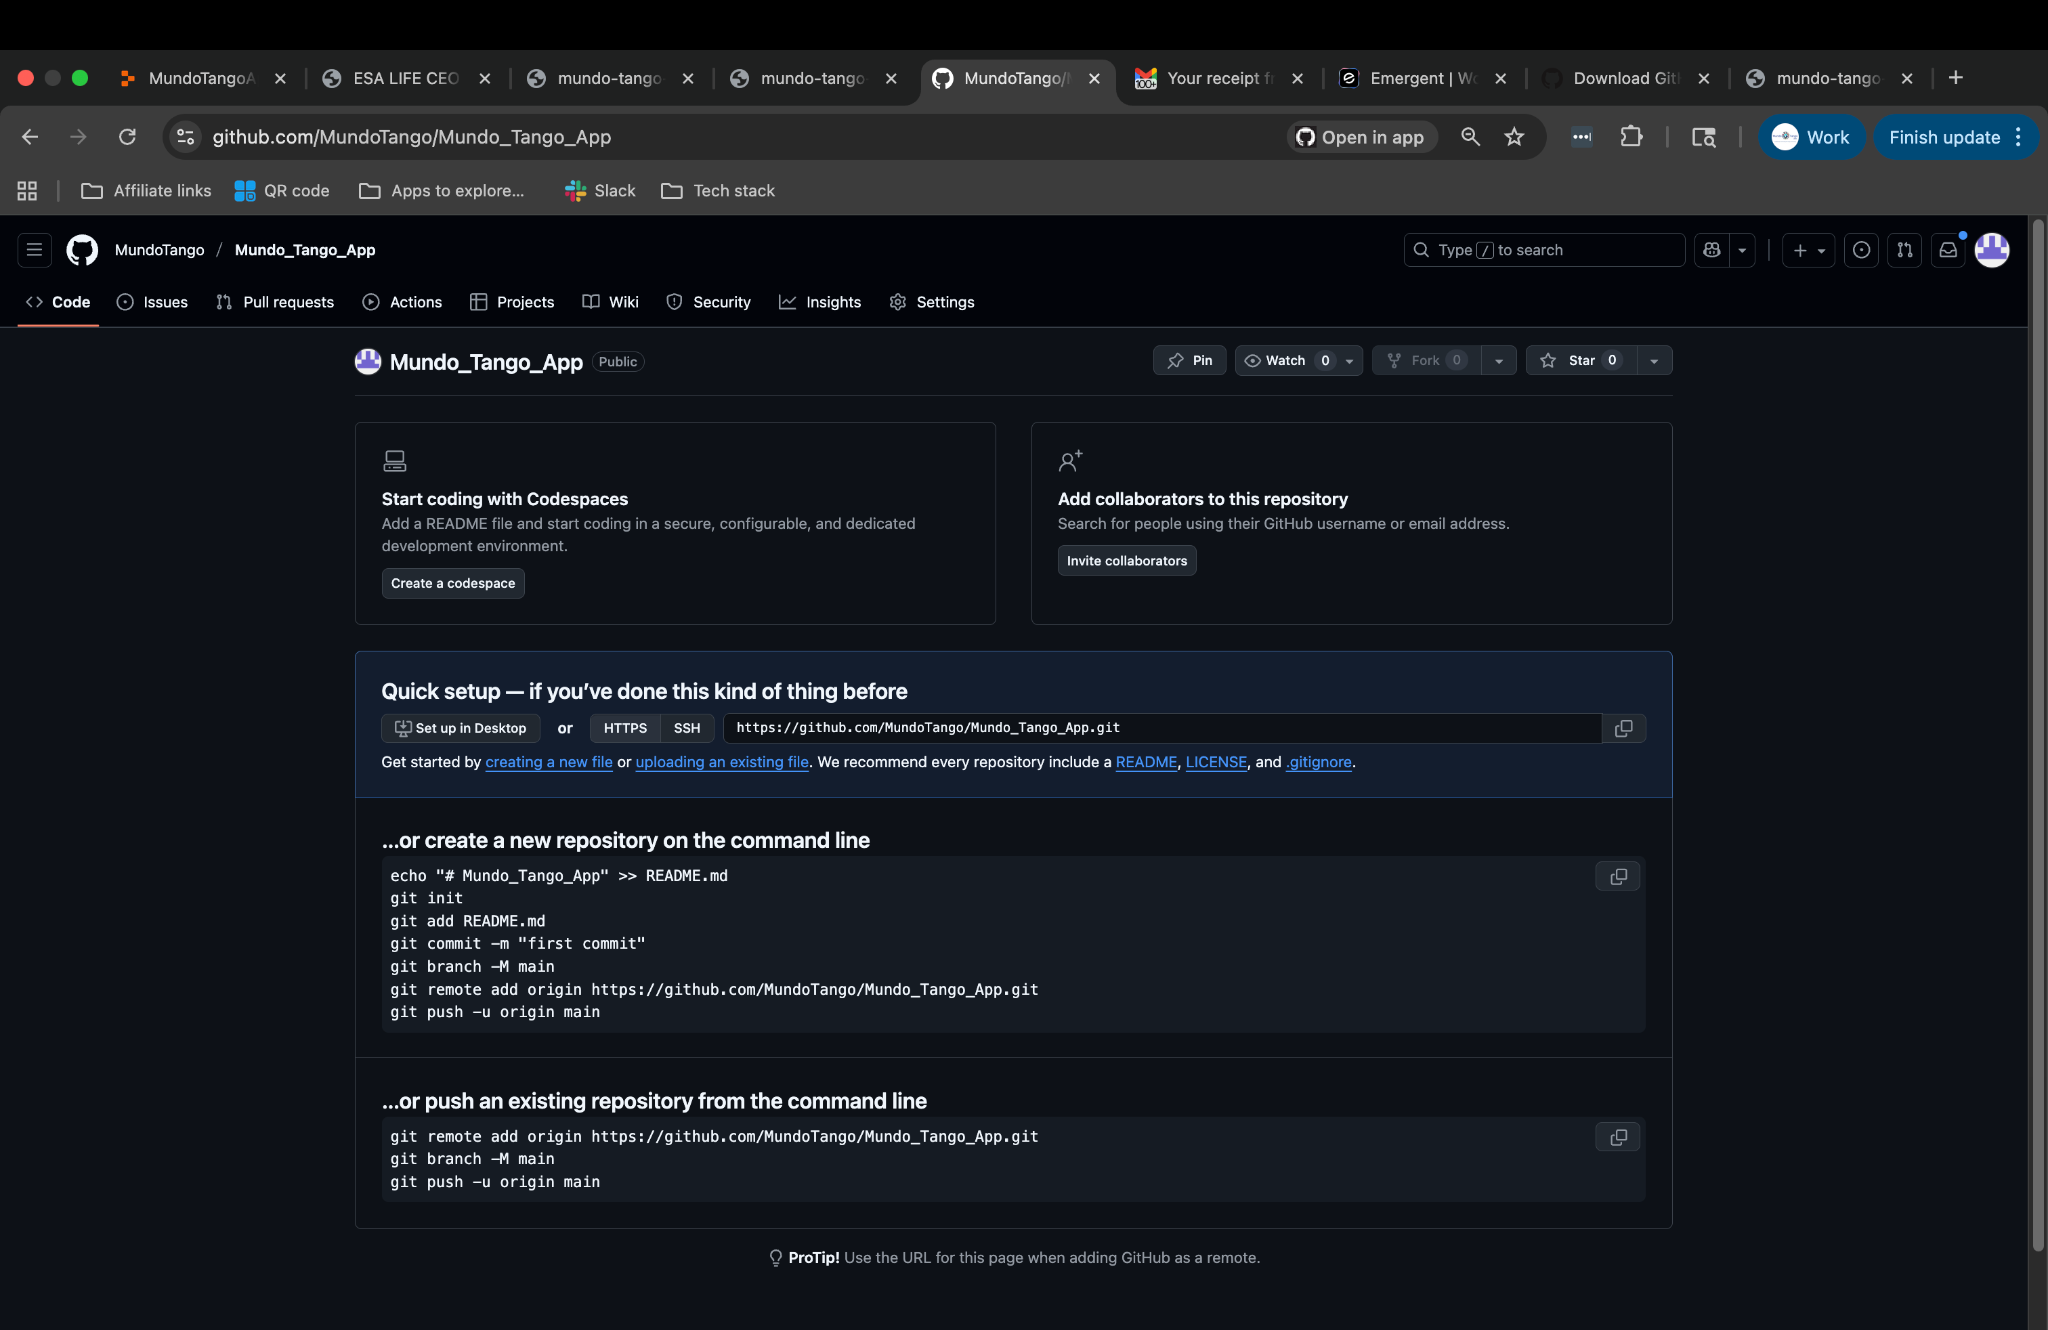 MundoTangoA
ESA LIFE CEO
mundo-tango
mundo-tango
MundoTango/
Your receipt f
Emergent | W
Download Git
mundo-tango
github.com/MundoTango/Mundo_Tango_App
Open in app
Work
Finish update
Affiliate links
QR code
Apps to explore...
Slack
Tech stack
MundoTango / Mundo_Tango_App
Type / to search
Code
Issues
Pull requests
Actions
Projects
Wiki
Security
Insights
Settings
Mundo_Tango_App Public
Pin
Watch 0
Fork 0
Star 0
Start coding with Codespaces
Add a README file and start coding in a secure, configurable, and dedicated
development environment.
Create a codespace
Add collaborators to this repository
Search for people using their GitHub username or email address.
Invite collaborators
Quick setup — if you’ve done this kind of thing before
Set up in Desktop or HTTPS SSH https://github.com/MundoTango/Mundo_Tango_App.git
Get started by creating a new file or uploading an existing file. We recommend every repository include a README, LICENSE, and .gitignore.
...or create a new repository on the command line
echo "# Mundo_Tango_App" >> README.md
git init
git add README.md
git commit -m "first commit"
git branch -M main
git remote add origin https://github.com/MundoTango/Mundo_Tango_App.git
git push -u origin main
...or push an existing repository from the command line
git remote add origin https://github.com/MundoTango/Mundo_Tango_App.git
git branch -M main
git push -u origin main
ProTip! Use the URL for this page when adding GitHub as a remote.